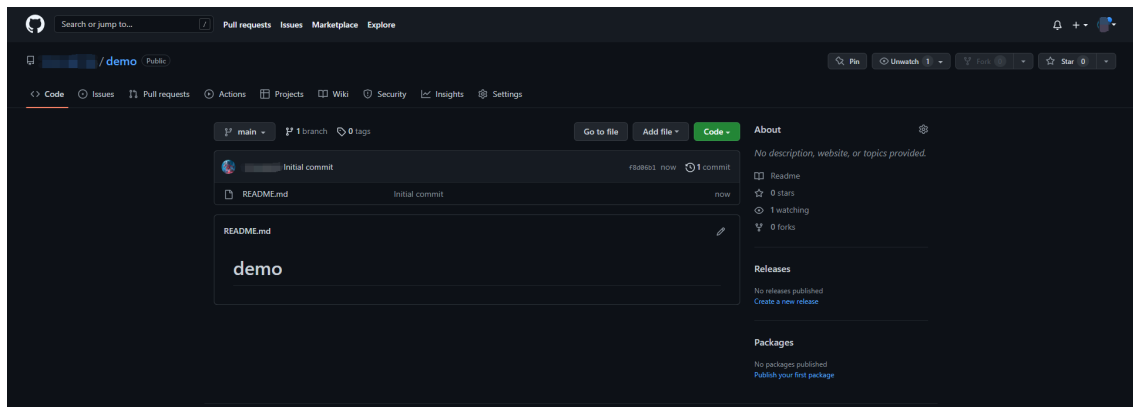 Search or jump to... / Pull requests Issues Marketplace Explore
/ demo Public Pin Unwatch 1 Fork Star 0
<> Code Issues Pull requests Actions Projects Wiki Security Insights Settings
main 1 branch 0 tags Go to file Add file Code
Initial commit f8d06b1 now 1 commit
README.md Initial commit now
README.md
demo
About
No description, website, or topics provided.
Readme
0 stars
1 watching
0 forks
Releases
No releases published
Create a new release
Packages
No packages published
Publish your first package